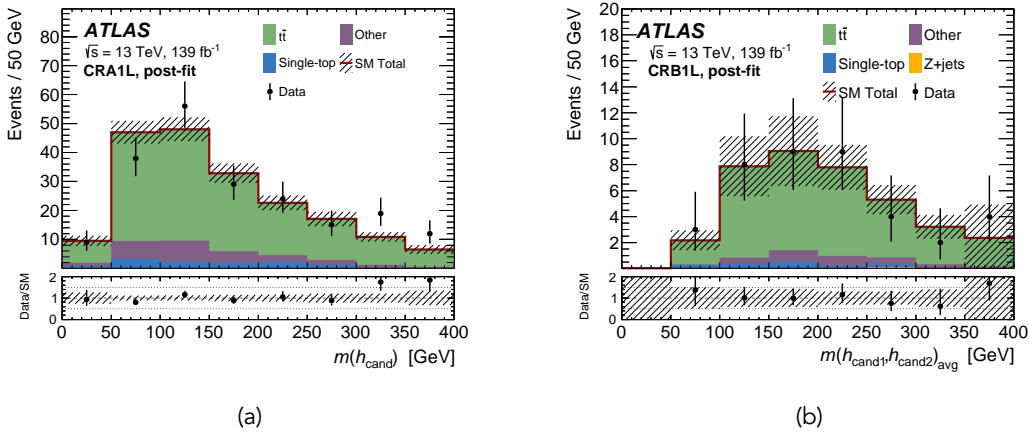 Events / 50 GeV
80
70
60
50
40
30
20
10
ATLAS
√s = 13 TeV, 139 fb⁻¹
CRA1L, post-fit
tt̄
Other
Single-top
SM Total
Data
Data/SM
2
1
0
0 50 100 150 200 250 300 350 400
m(h_cand) [GeV]
(a)
Events / 50 GeV
20
18
16
14
12
10
8
6
4
2
ATLAS
√s = 13 TeV, 139 fb⁻¹
CRB1L, post-fit
tt̄
Other
Single-top
Z+jets
SM Total
Data
Data/SM
2
1
0
0 50 100 150 200 250 300 350 400
m(h_cand1,h_cand2)_avg [GeV]
(b)